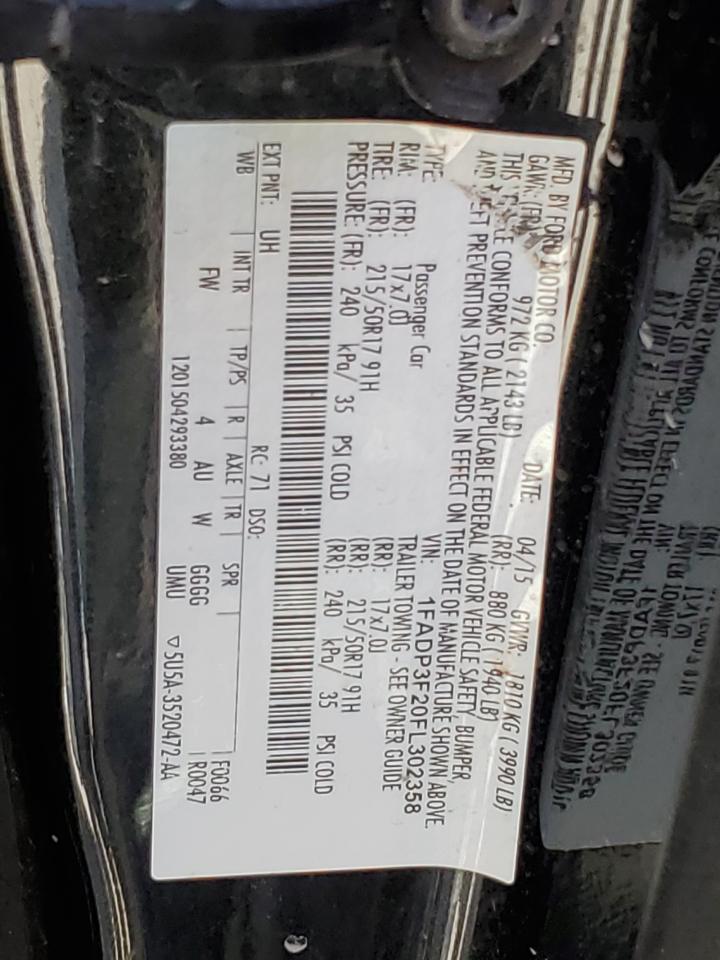 MFD. BY FORD MOTOR CO. DATE: 04/15 GVWR: 1810 KG ( 3990 LB)
GAWR: (FR): 972 KG ( 2143 LB) (RR): 880 KG ( 1940 LB)
THIS VEHICLE CONFORMS TO ALL APPLICABLE FEDERAL MOTOR VEHICLE SAFETY, BUMPER
AND THEFT PREVENTION STANDARDS IN EFFECT ON THE DATE OF MANUFACTURE SHOWN ABOVE.
VIN: 1FADP3F20FL302358
TYPE: Passenger Car TRAILER TOWING - SEE OWNER GUIDE
RIM: (FR): 17x7.0J (RR): 17x7.0J
TIRE: (FR): 215/50R17 91H (RR): 215/50R17 91H
PRESSURE: (FR): 240 kPa/ 35 PSI COLD (RR): 240 kPa/ 35 PSI COLD
EXT PNT: UH RC: 71 DSO: F0066
WB | INT TR | TP/PS | R | AXLE | TR | SPR R0047
FW 4 AU W GGGG
1201504293380 UMU ▽5U5A-3520472-AA